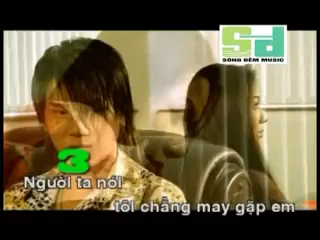 Sd
SÓNG ĐÊM MUSIC
3
Người ta nói
tôi chẳng may gặp em